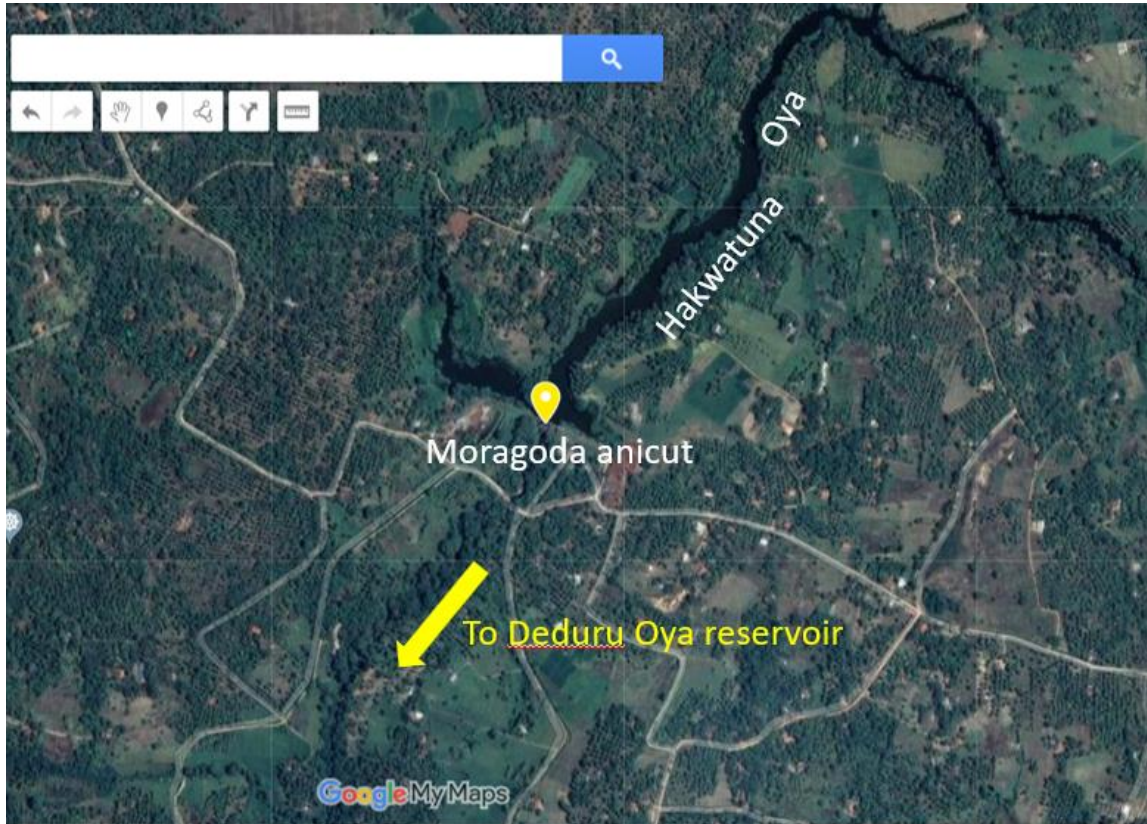 Oya
Hakwatuna
Moragoda anicut
To Deduru Oya reservoir
Google My Maps